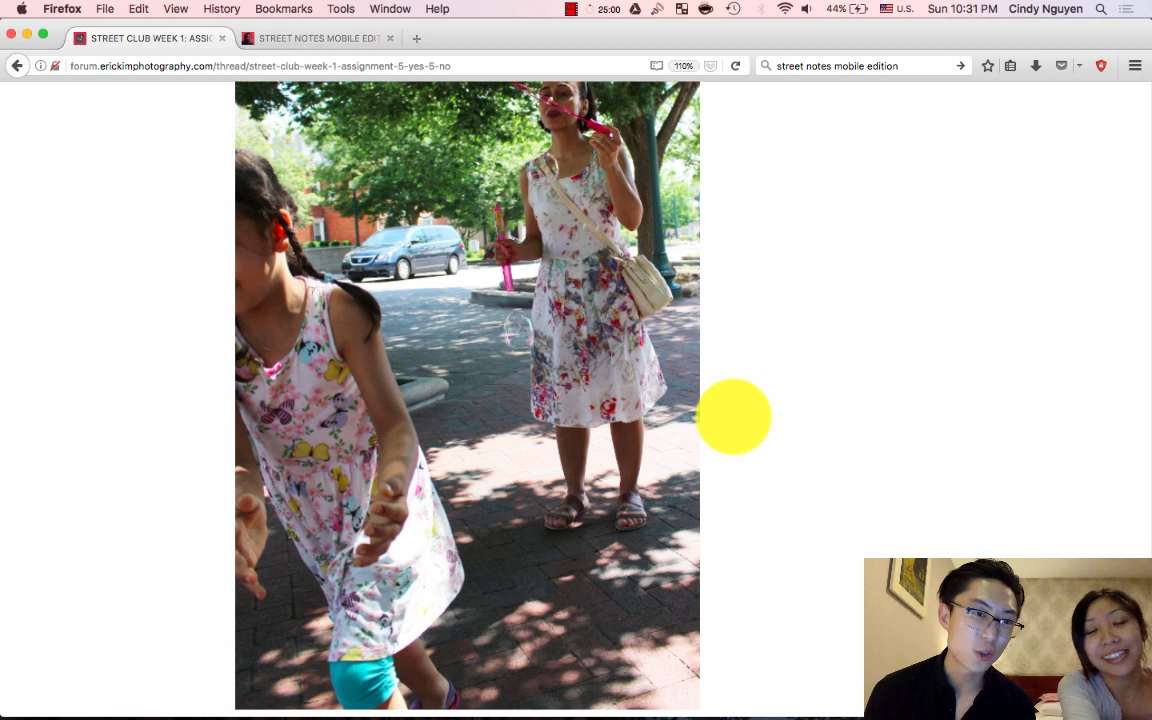 Firefox File Edit View History Bookmarks Tools Window Help 25:00 44% U.S. Sun 10:31 PM Cindy Nguyen
STREET CLUB WEEK 1: ASSI STREET NOTES MOBILE EDIT
forum.erickimphotography.com/thread/street-club-week-1-assignment-5-yes-5-no 110% street notes mobile edition